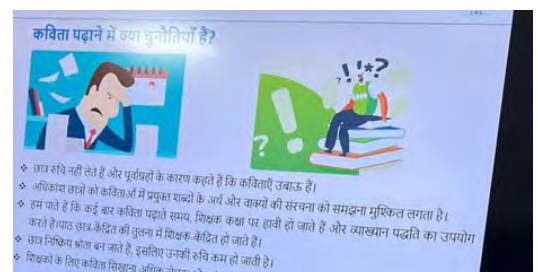 कविता पढ़ाने में क्या चुनौतियाँ हैं?
!!*?
?
!
?
❖ छात्र रुचि नहीं लेते हैं और पूर्वाग्रहों के कारण कहते हैं कि कविताएँ उबाऊ हैं।
❖ अधिकांश छात्रों को कविताओं में प्रयुक्त शब्दों के अर्थ और वाक्यों की संरचना को समझना मुश्किल लगता है।
❖ हम पाते हैं कि कई बार कविता पढ़ाते समय, शिक्षक कक्षा पर हावी हो जाते हैं और व्याख्यान पद्धति का उपयोग
करते हैं।पाठ छात्र-केंद्रित की तुलना में शिक्षक-केंद्रित हो जाते हैं।
❖ छात्र निष्क्रिय श्रोता बन जाते हैं, इसलिए उनकी रुचि कम हो जाती है।
❖ शिक्षकों के लिए कविता सिखाना अधिक